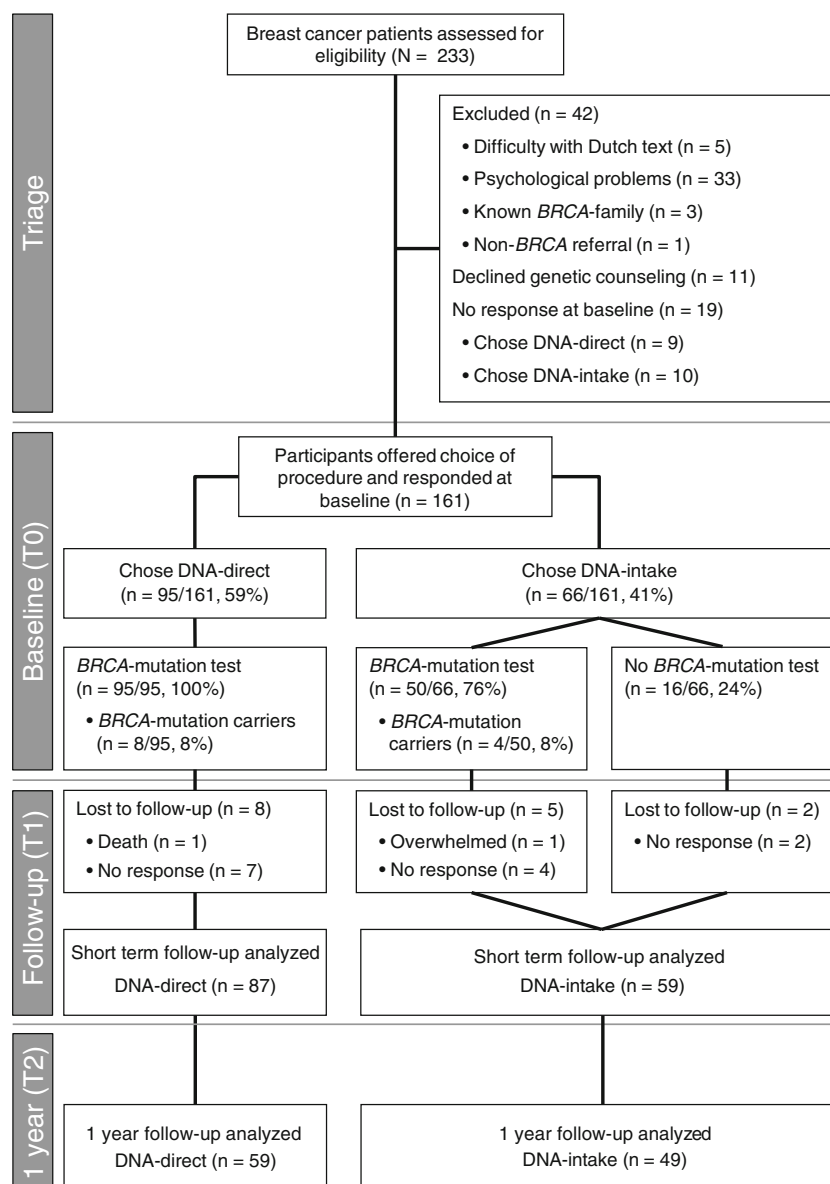 Triage
Breast cancer patients assessed for
eligibility (N = 233)
Excluded (n = 42)
• Difficulty with Dutch text (n = 5)
• Psychological problems (n = 33)
• Known BRCA-family (n = 3)
• Non-BRCA referral (n = 1)
Declined genetic counseling (n = 11)
No response at baseline (n = 19)
• Chose DNA-direct (n = 9)
• Chose DNA-intake (n = 10)
Baseline (T0)
Participants offered choice of
procedure and responded at
baseline (n = 161)
Chose DNA-direct
(n = 95/161, 59%)
Chose DNA-intake
(n = 66/161, 41%)
BRCA-mutation test
(n = 95/95, 100%)
• BRCA-mutation carriers
(n = 8/95, 8%)
BRCA-mutation test
(n = 50/66, 76%)
• BRCA-mutation
carriers (n = 4/50, 8%)
No BRCA-mutation test
(n = 16/66, 24%)
Follow-up (T1)
Lost to follow-up (n = 8)
• Death (n = 1)
• No response (n = 7)
Lost to follow-up (n = 5)
• Overwhelmed (n = 1)
• No response (n = 4)
Lost to follow-up (n = 2)
• No response (n = 2)
Short term follow-up analyzed
DNA-direct (n = 87)
Short term follow-up analyzed
DNA-intake (n = 59)
1 year (T2)
1 year follow-up analyzed
DNA-direct (n = 59)
1 year follow-up analyzed
DNA-intake (n = 49)